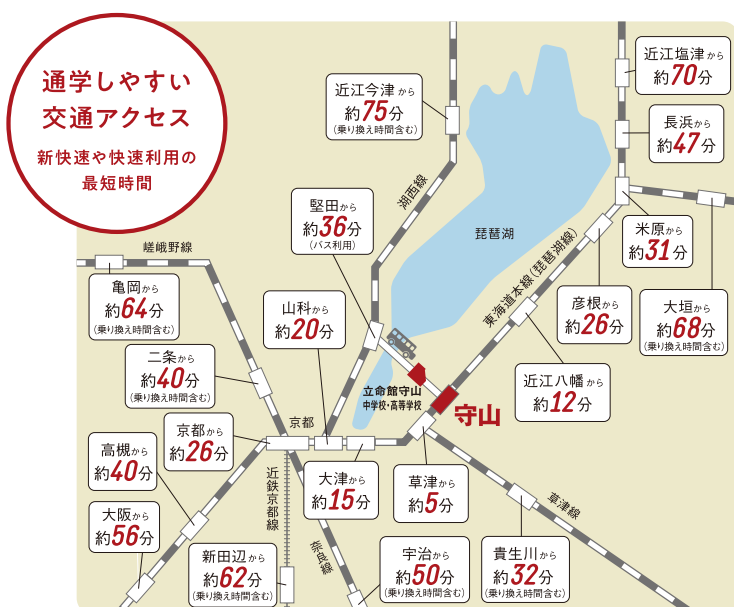 通学しやすい
交通アクセス
新快速や快速利用の
最短時間
近江今津から
約75分
(乗り換え時間含む)
近江塩津から
約70分
長浜から
約47分
湖西線
堅田から
約36分
(バス利用)
琵琶湖
米原から
約31分
嵯峨野線
亀岡から
約64分
(乗り換え時間含む)
山科から
約20分
東海道本線(琵琶湖線)
彦根から
約26分
大垣から
約68分
(乗り換え時間含む)
二条から
約40分
(乗り換え時間含む)
立命館守山
中学校・高等学校
守山
近江八幡から
約12分
京都
京都から
約26分
高槻から
約40分
大津から
約15分
草津から
約5分
近鉄京都線
草津線
大阪から
約56分
奈良線
新田辺から
約62分
(乗り換え時間含む)
宇治から
約50分
(乗り換え時間含む)
貴生川から
約32分
(乗り換え時間含む)